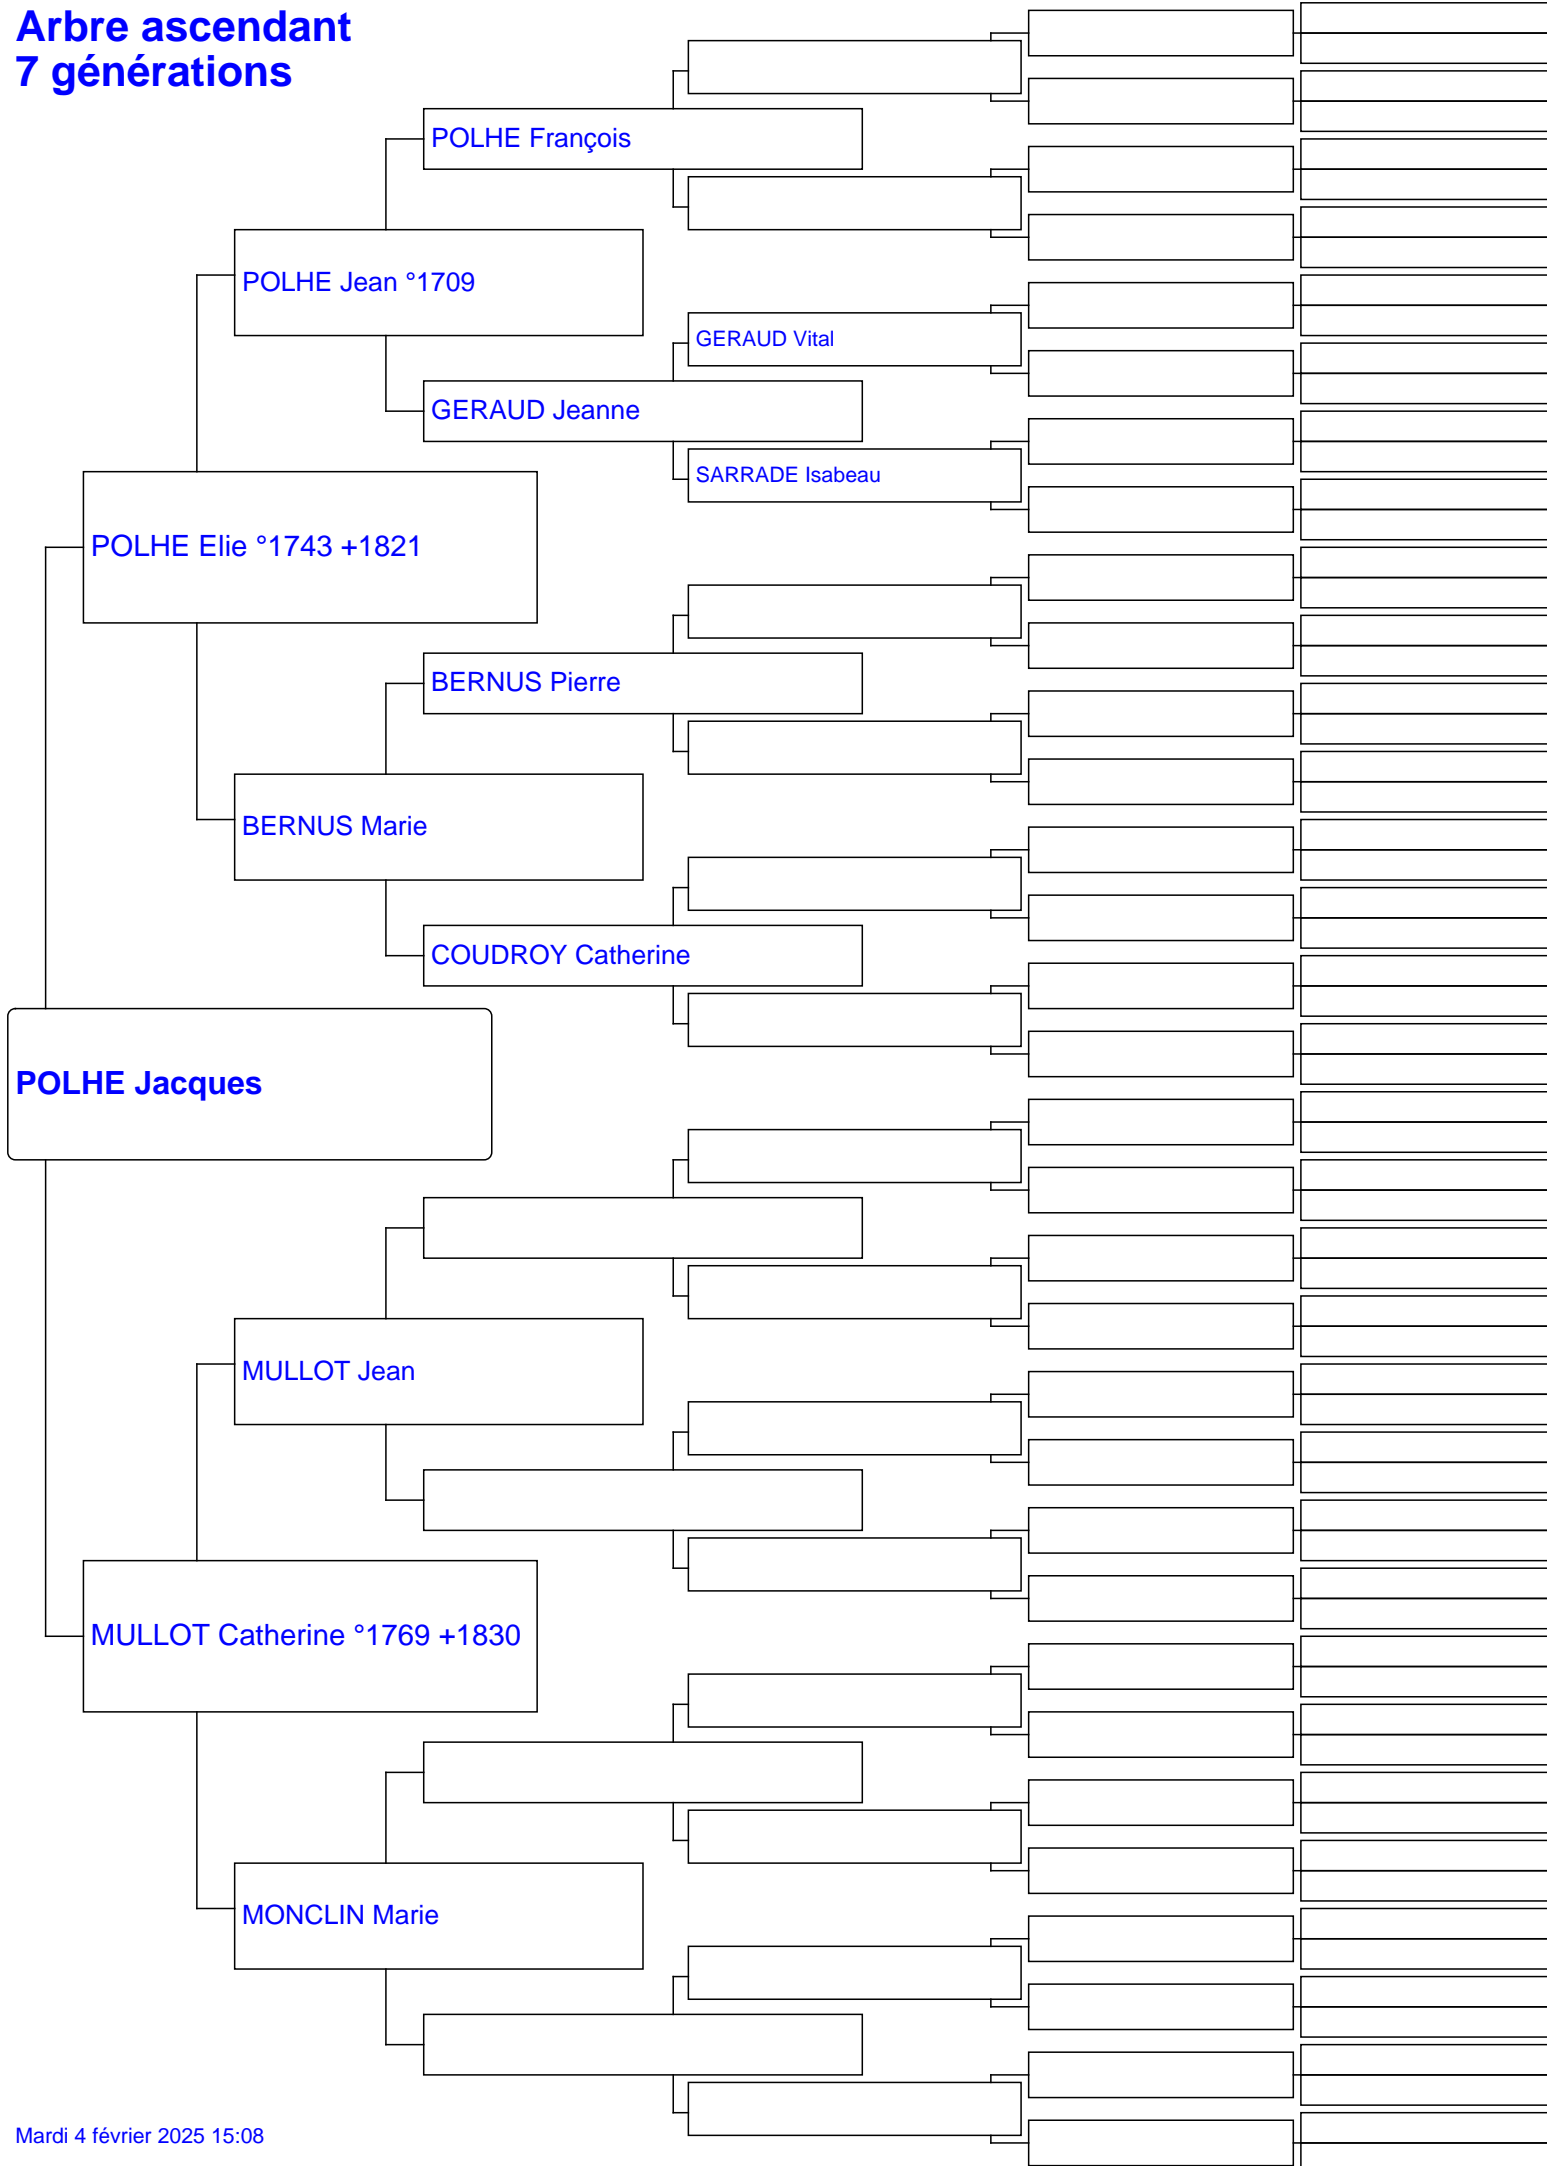 Arbre ascendant
7 générations
POLHE François
POLHE Jean °1709
GERAUD Vital
GERAUD Jeanne
SARRADE Isabeau
POLHE Elie °1743 +1821
BERNUS Pierre
BERNUS Marie
COUDROY Catherine
POLHE Jacques
MULLOT Jean
MULLOT Catherine °1769 +1830
MONCLIN Marie
Mardi 4 février 2025 15:08